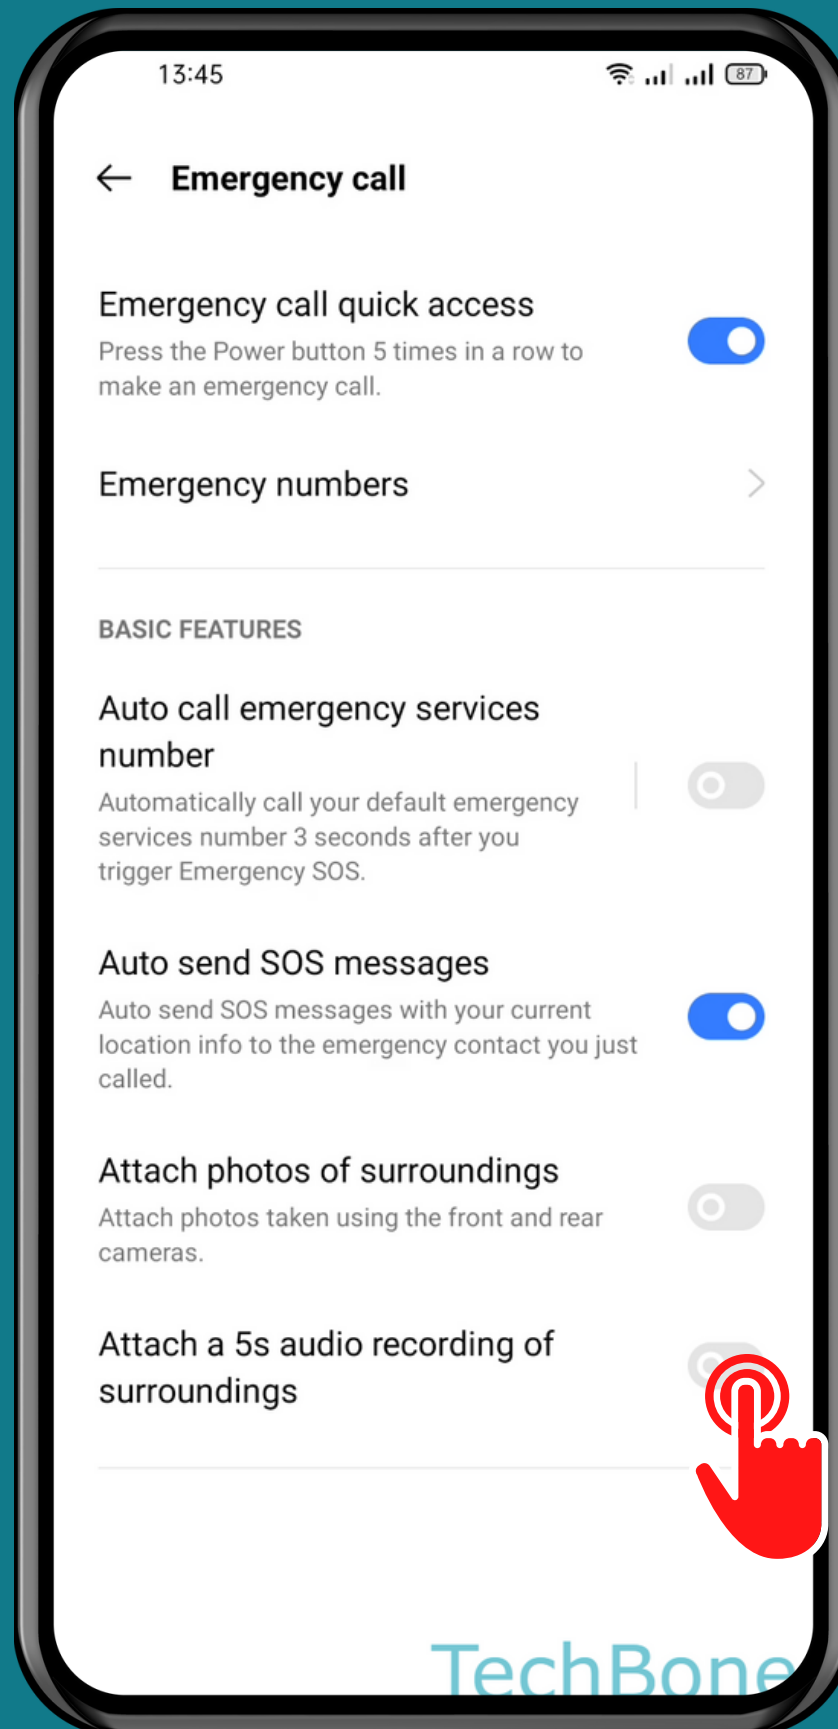 13:45
87
Emergency call
Emergency call quick access
Press the Power button 5 times in a row to
make an emergency call.
Emergency numbers
BASIC FEATURES
Auto call emergency services
number
Automatically call your default emergency
services number 3 seconds after you
trigger Emergency SOS.
Auto send SOS messages
Auto send SOS messages with your current
location info to the emergency contact you just
called.
Attach photos of surroundings
Attach photos taken using the front and rear
cameras.
Attach a 5s audio recording of
surroundings
TechBone